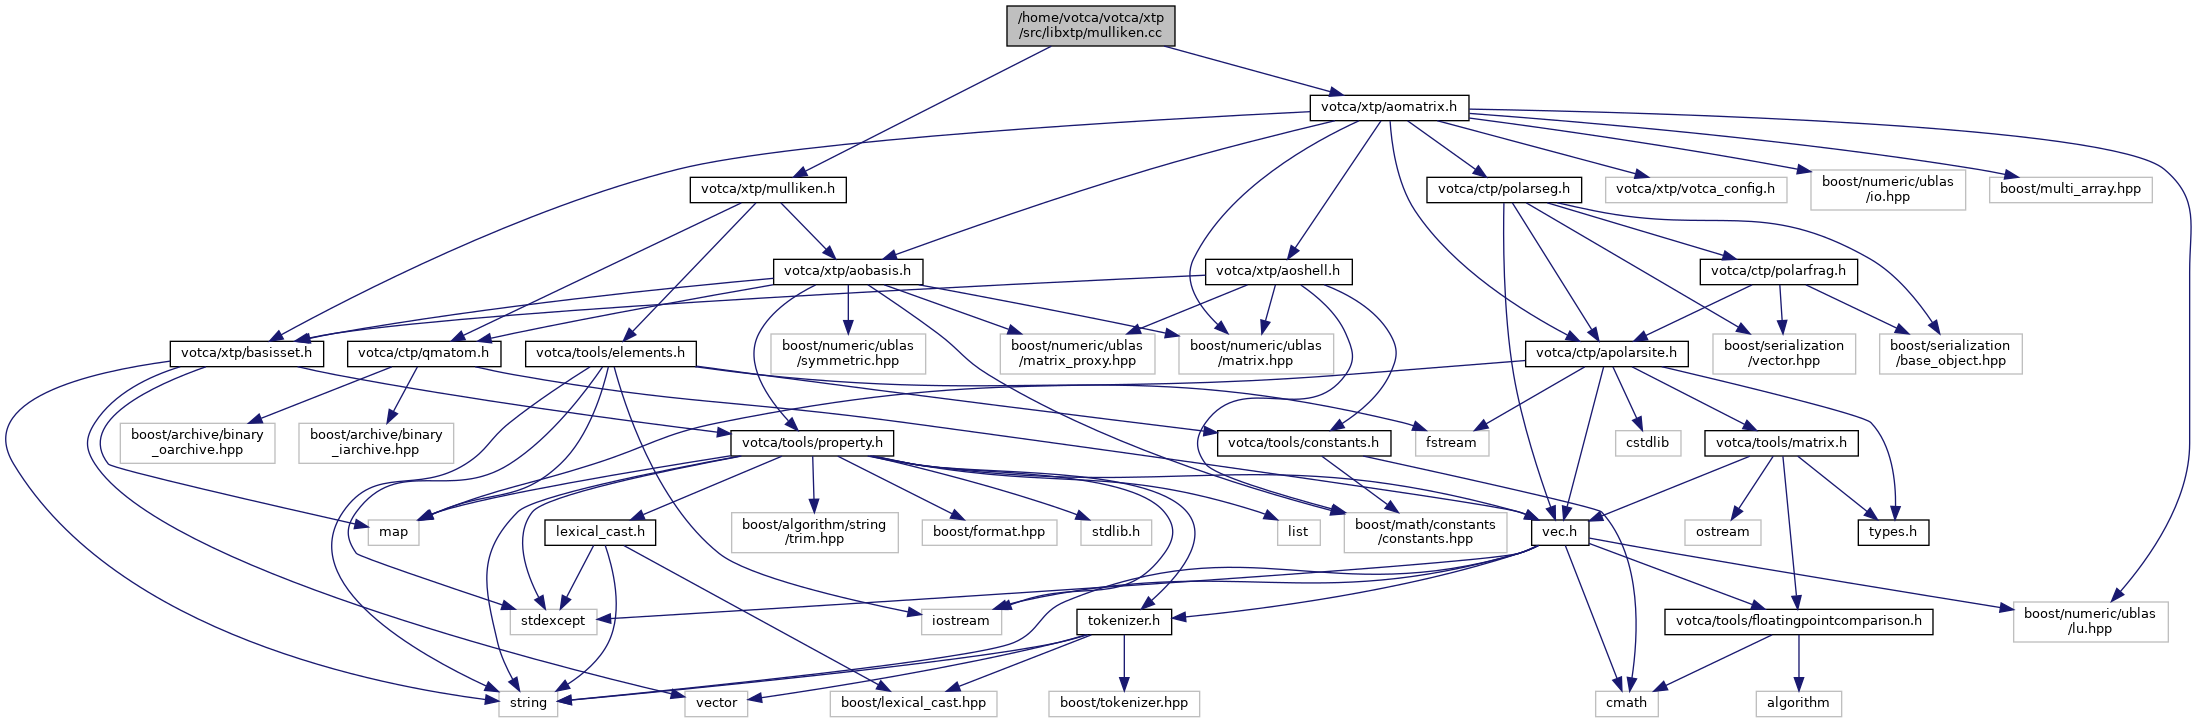 /home/votca/votca/xtp
/src/libxtp/mulliken.cc
votca/xtp/aomatrix.h
votca/xtp/mulliken.h
votca/ctp/polarseg.h
votca/xtp/votca_config.h
boost/numeric/ublas
/io.hpp
boost/multi_array.hpp
votca/xtp/aobasis.h
votca/xtp/aoshell.h
votca/ctp/polarfrag.h
votca/xtp/basisset.h
votca/ctp/qmatom.h
votca/tools/elements.h
boost/numeric/ublas
/symmetric.hpp
boost/numeric/ublas
/matrix_proxy.hpp
boost/numeric/ublas
/matrix.hpp
votca/ctp/apolarsite.h
boost/serialization
/vector.hpp
boost/serialization
/base_object.hpp
boost/archive/binary
_oarchive.hpp
boost/archive/binary
_iarchive.hpp
votca/tools/property.h
votca/tools/constants.h
fstream
cstdlib
votca/tools/matrix.h
map
lexical_cast.h
boost/algorithm/string
/trim.hpp
boost/format.hpp
stdlib.h
list
boost/math/constants
/constants.hpp
vec.h
ostream
types.h
stdexcept
iostream
tokenizer.h
votca/tools/floatingpointcomparison.h
boost/numeric/ublas
/lu.hpp
string
vector
boost/lexical_cast.hpp
boost/tokenizer.hpp
cmath
algorithm